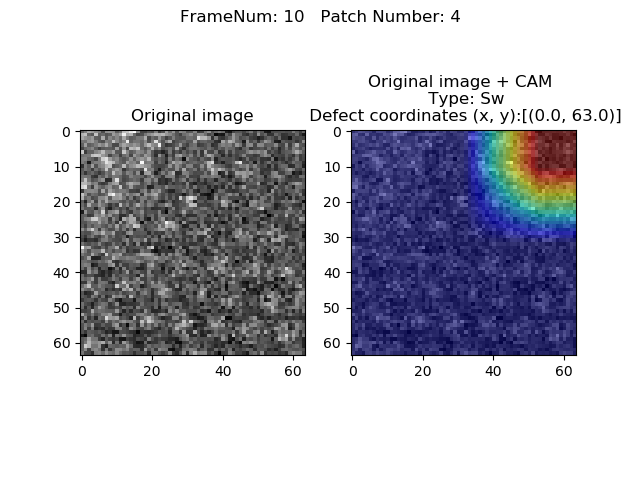 FrameNum: 10   Patch Number: 4
Original image
Original image + CAM
Type: Sw
Defect coordinates (x, y):[(0.0, 63.0)]
0
10
20
30
40
50
60
0 20 40 60
0
10
20
30
40
50
60
0 20 40 60